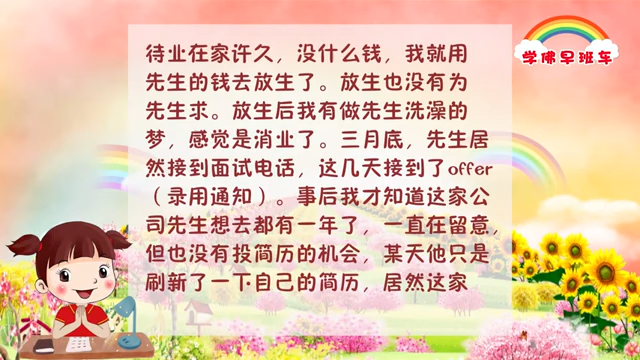 学佛早班车
待业在家许久，没什么钱，我就用
先生的钱去放生了。放生也没有为
先生求。放生后我有做先生洗澡的
梦，感觉是消业了。三月底，先生居
然接到面试电话，这几天接到了offer
（录用通知）。事后我才知道这家公
司先生想去都有一年了，一直在留意，
但也没有投简历的机会，某天他只是
刷新了一下自己的简历，居然这家